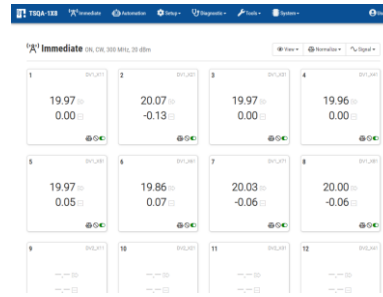 TSQA-1X8 Immediate Automation Setup Diagnostic Tools System
Immediate ON, CW, 300 MHz, 20 dBm View Normalize Signal
1 2 3 4
19.97 20.07 19.97 19.96
0.00 -0.13 0.00 0.00
5 6 7 8
19.97 19.86 20.03 20.00
0.05 0.07 -0.06 -0.06
9 10 11 12
--.-- --.-- --.-- --.--
--.-- --.-- --.-- --.--